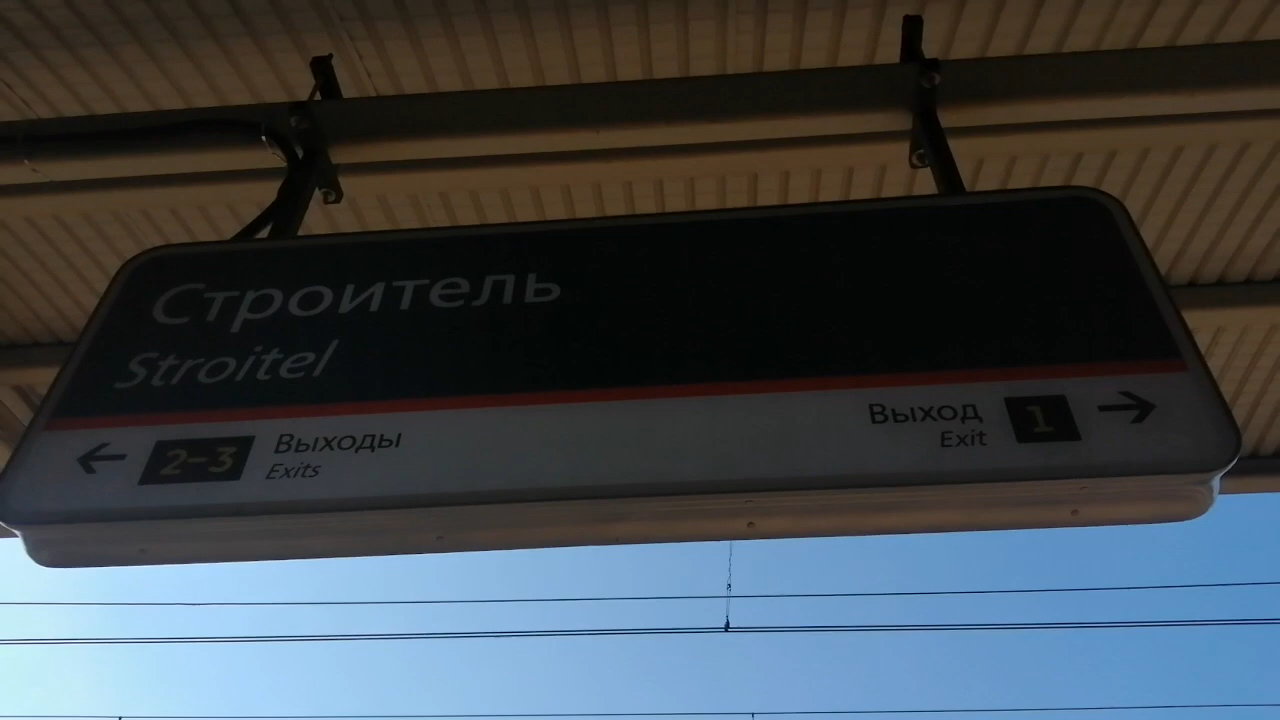 Строитель
Stroitel
← 2-3 Выходы
Exits
Выход 1 →
Exit